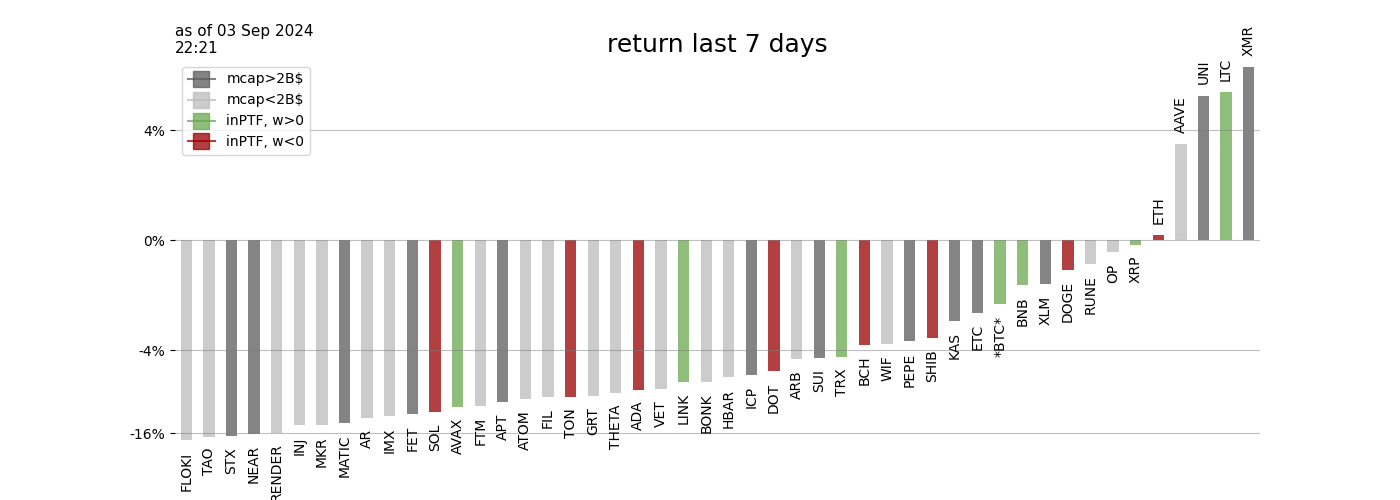 as of 03 Sep 2024
22:21
return last 7 days
mcap>2B$
mcap<2B$
inPTF, w>0
inPTF, w<0
4%
0%
-4%
-16%
FLOKI
TAO
STX
NEAR
RENDER
INJ
MKR
MATIC
AR
IMX
FET
SOL
AVAX
FTM
APT
ATOM
FIL
TON
GRT
THETA
ADA
VET
LINK
BONK
HBAR
ICP
DOT
ARB
SUI
TRX
BCH
WIF
PEPE
SHIB
KAS
ETC
*BTC*
BNB
XLM
DOGE
RUNE
OP
XRP
ETH
AAVE
UNI
LTC
XMR